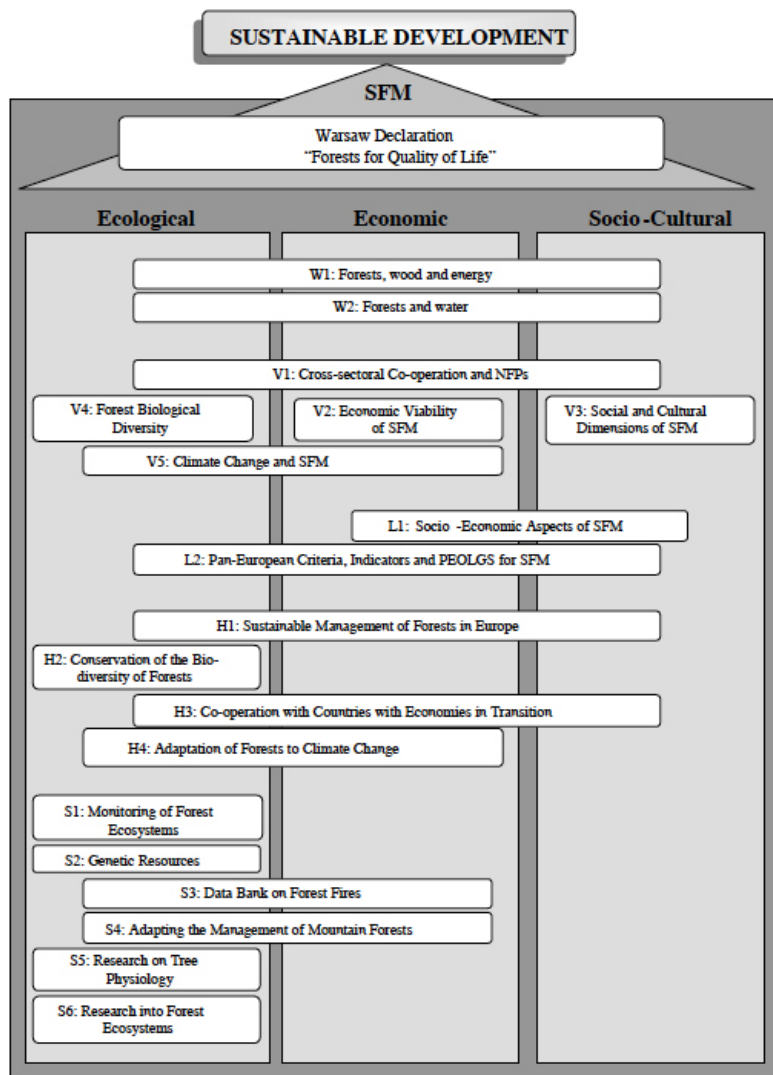 SUSTAINABLE DEVELOPMENT
SFM
Warsaw Declaration
“Forests for Quality of Life”
Ecological
Economic
Socio-Cultural
W1: Forests, wood and energy
W2: Forests and water
V1: Cross-sectoral Co-operation and NFPs
V4: Forest Biological
Diversity
V2: Economic Viability
of SFM
V3: Social and Cultural
Dimensions of SFM
V5: Climate Change and SFM
L1: Socio -Economic Aspects of SFM
L2: Pan-European Criteria, Indicators and PEOLGS for SFM
H1: Sustainable Management of Forests in Europe
H2: Conservation of the Bio-
diversity of Forests
H3: Co-operation with Countries with Economies in Transition
H4: Adaptation of Forests to Climate Change
S1: Monitoring of Forest
Ecosystems
S2: Genetic Resources
S3: Data Bank on Forest Fires
S4: Adapting the Management of Mountain Forests
S5: Research on Tree
Physiology
S6: Research into Forest
Ecosystems